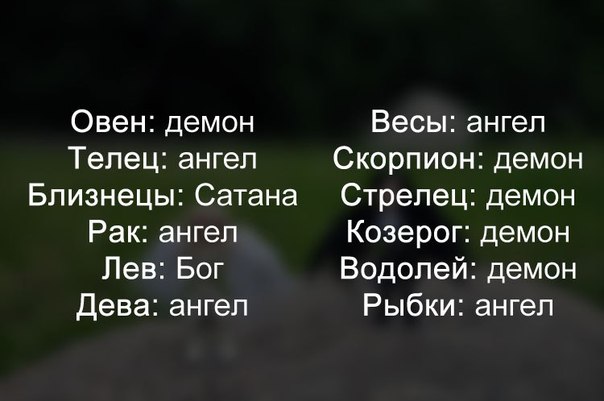 Овен: демон
Телец: ангел
Близнецы: Сатана
Рак: ангел
Лев: Бог
Дева: ангел
Весы: ангел
Скорпион: демон
Стрелец: демон
Козерог: демон
Водолей: демон
Рыбки: ангел